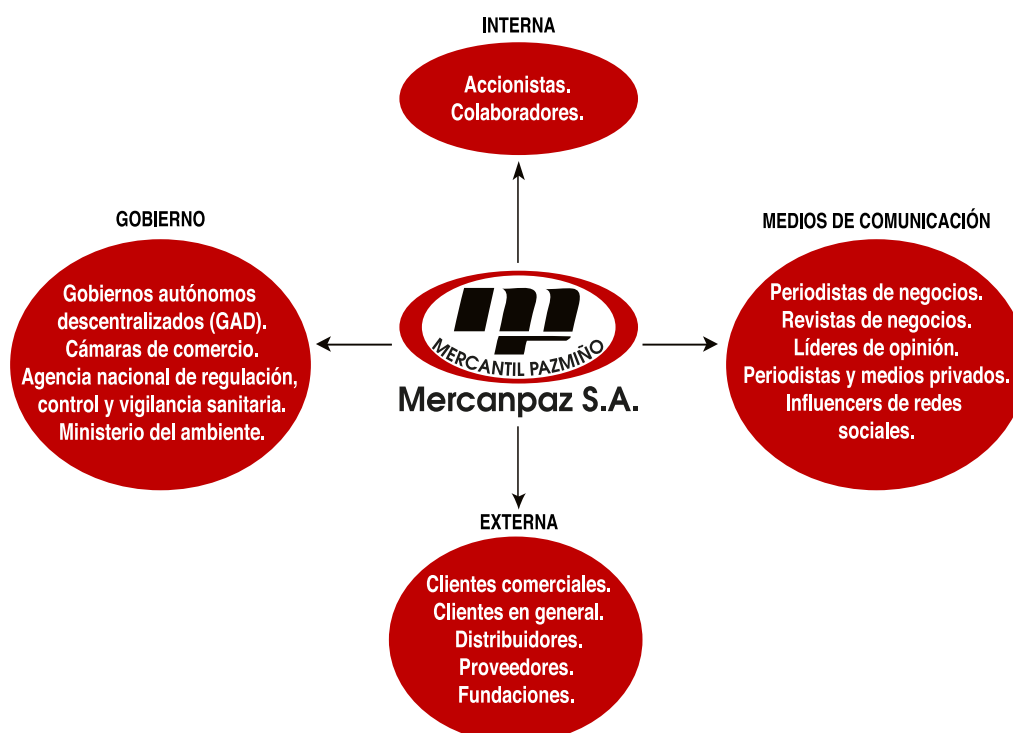 INTERNA
Accionistas.
Colaboradores.
GOBIERNO
Gobiernos autónomos
descentralizados (GAD).
Cámaras de comercio.
Agencia nacional de regulación,
control y vigilancia sanitaria.
Ministerio del ambiente.
MERCANTIL PAZMIÑO
Mercanpaz S.A.
MEDIOS DE COMUNICACIÓN
Periodistas de negocios.
Revistas de negocios.
Líderes de opinión.
Periodistas y medios privados.
Influencers de redes
sociales.
EXTERNA
Clientes comerciales.
Clientes en general.
Distribuidores.
Proveedores.
Fundaciones.